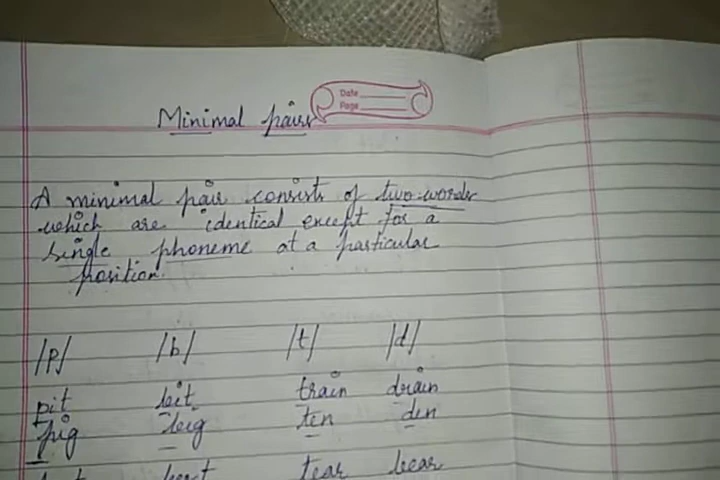 Date
Page
Minimal pairs
A minimal pair consists of two words
which are identical except for a
single phoneme at a particular
position.
/p/ /b/ /t/ /d/
pit bit train drain
pig big ten den
tear bear